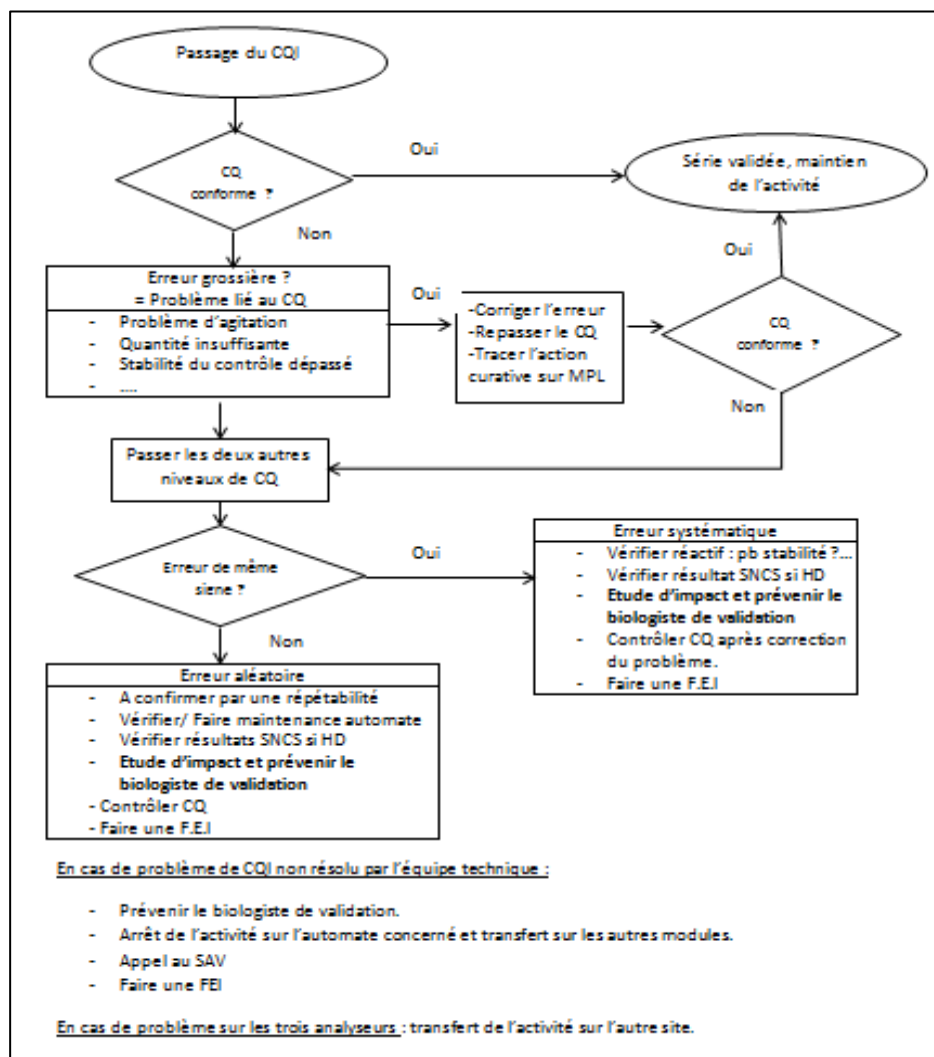 Passage du CQI
Oui
CQ
conforme ?
Série validée, maintien
de l'activité
Non
Oui
Erreur grossière ?
= Problème lié au CQ
- Problème d'agitation
- Quantité insuffisante
- Stabilité du contrôle dépassé
- ....
Oui
-Corriger l'erreur
-Repasser le CQ
-Tracer l'action
curative sur MPL
CQ
conforme ?
Non
Passer les deux autres
niveaux de CQ
Erreur de même
signe ?
Oui
Erreur systématique
- Vérifier réactif : pb stabilité ?...
- Vérifier résultat SNCS si HD
- Etude d'impact et prévenir le
biologiste de validation
- Contrôler CQ après correction
du problème.
- Faire une F.E.I
Non
Erreur aléatoire
- A confirmer par une répétabilité
- Vérifier/ Faire maintenance automate
- Vérifier résultats SNCS si HD
- Etude d'impact et prévenir le
biologiste de validation
- Contrôler CQ
- Faire une F.E.I
En cas de problème de CQI non résolu par l'équipe technique :
- Prévenir le biologiste de validation.
- Arrêt de l'activité sur l'automate concerné et transfert sur les autres modules.
- Appel au SAV
- Faire une FEI
En cas de problème sur les trois analyseurs : transfert de l'activité sur l'autre site.